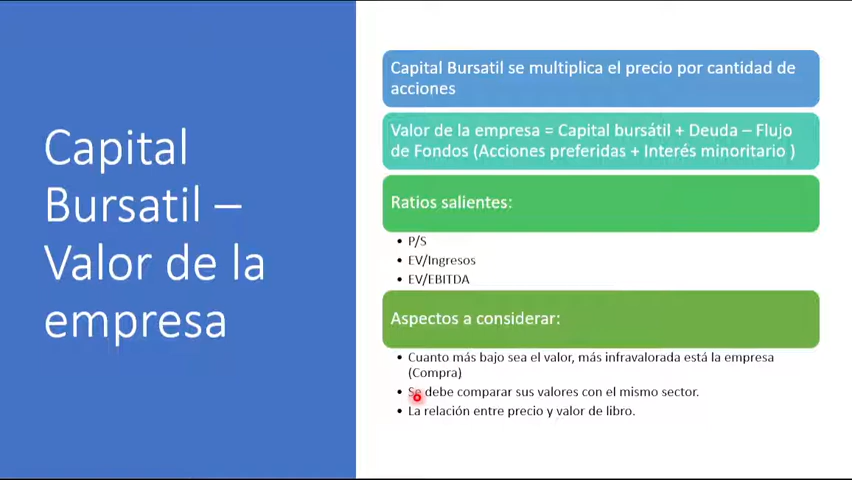 Capital
Bursatil –
Valor de la
empresa
Capital Bursatil se multiplica el precio por cantidad de
acciones
Valor de la empresa = Capital bursátil + Deuda – Flujo
de Fondos (Acciones preferidas + Interés minoritario )
Ratios salientes:
• P/S
• EV/Ingresos
• EV/EBITDA
Aspectos a considerar:
• Cuanto más bajo sea el valor, más infravalorada está la empresa
(Compra)
• Se debe comparar sus valores con el mismo sector.
• La relación entre precio y valor de libro.